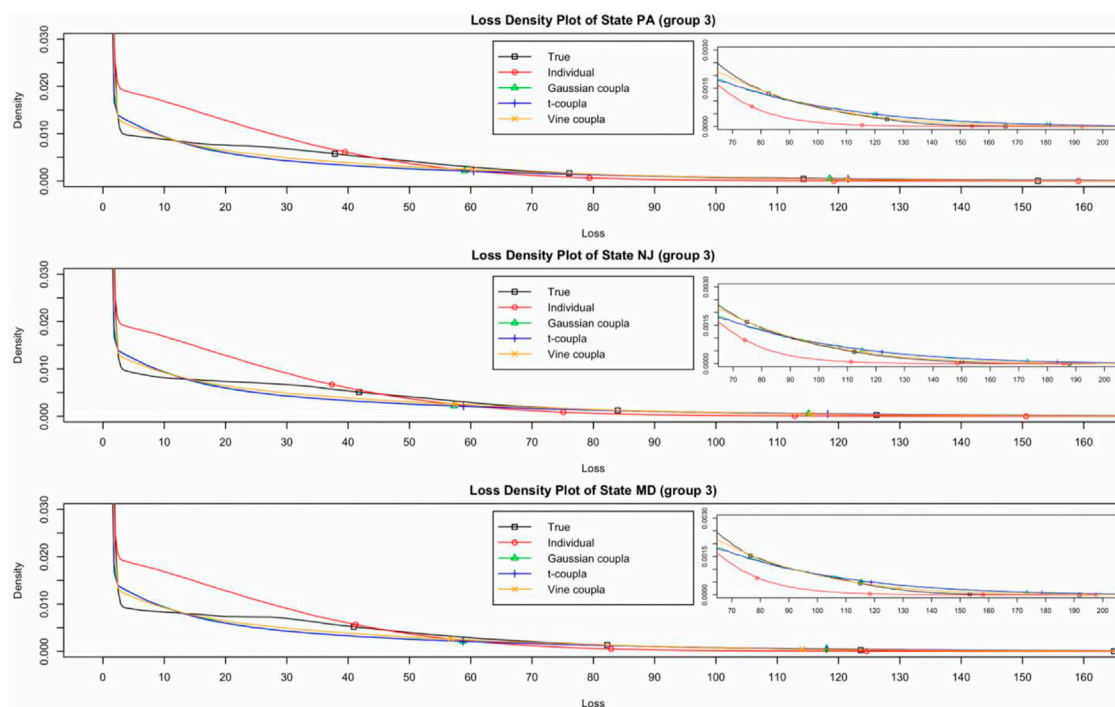 Loss Density Plot of State PA (group 3)
Density
0.000 0.010 0.020 0.030
True
Individual
Gaussian coupla
t-coupla
Vine coupla
0.0000 0.0015 0.0030
70 80 90 100 110 120 130 140 150 160 170 180 190 200
0 10 20 30 40 50 60 70 80 90 100 110 120 130 140 150 160
Loss
Loss Density Plot of State NJ (group 3)
Density
0.000 0.010 0.020 0.030
True
Individual
Gaussian coupla
t-coupla
Vine coupla
0.0000 0.0015 0.0030
70 80 90 100 110 120 130 140 150 160 170 180 190 200
0 10 20 30 40 50 60 70 80 90 100 110 120 130 140 150 160
Loss
Loss Density Plot of State MD (group 3)
Density
0.000 0.010 0.020 0.030
True
Individual
Gaussian coupla
t-coupla
Vine coupla
0.0000 0.0015 0.0030
70 80 90 100 110 120 130 140 150 160 170 180 190 200
0 10 20 30 40 50 60 70 80 90 100 110 120 130 140 150 160
Loss